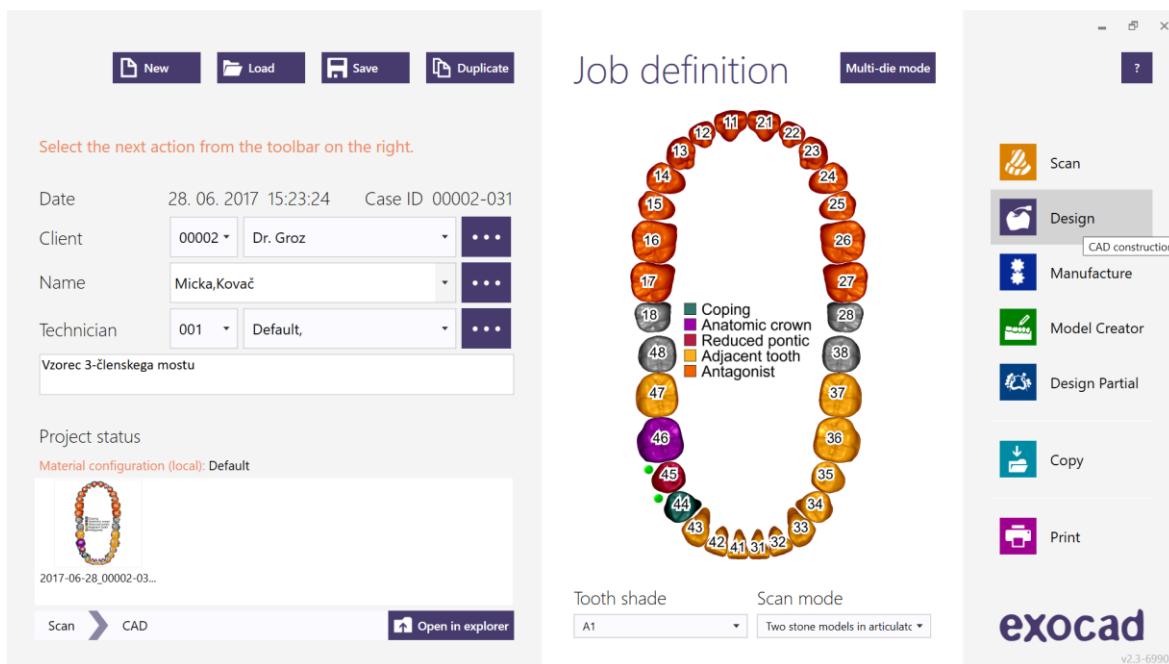 New
Load
Save
Duplicate
Select the next action from the toolbar on the right.
Date 28. 06. 2017 15:23:24 Case ID 00002-031
Client 00002 Dr. Groz
Name Micka,Kovač
Technician 001 Default,
Vzorec 3-členskega mostu
Project status
Material configuration (local): Default
2017-06-28_00002-03...
Scan CAD Open in explorer
Job definition
Multi-die mode
11 21
12 22
13 23
14 24
15 25
16 26
17 27
18 28
Coping
Anatomic crown
Reduced pontic
Adjacent tooth
Antagonist
48 38
47 37
46 36
45 35
44 34
43 33
42 41 31 32
Tooth shade Scan mode
A1 Two stone models in articulatc
?
Scan
Design
CAD construction
Manufacture
Model Creator
Design Partial
Copy
Print
exocad
v2.3-6990